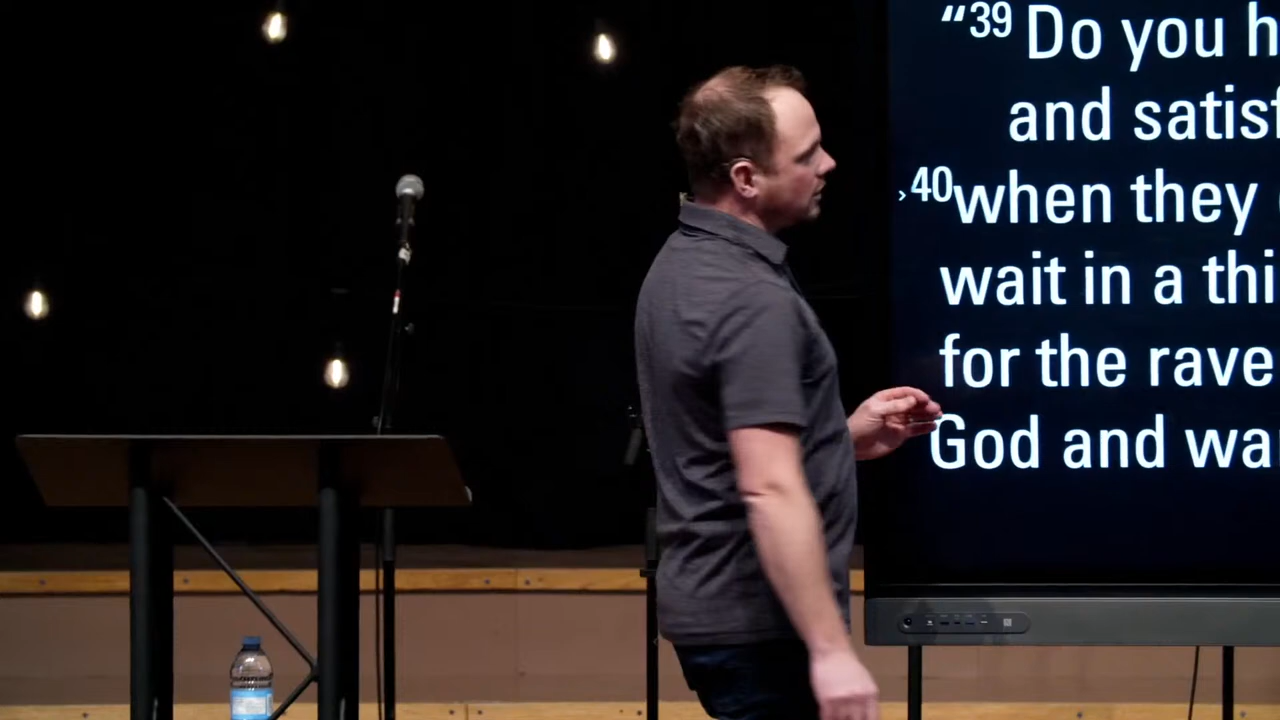 “39 Do you h
and satisf
40when they
wait in a thi
for the rave
God and wa